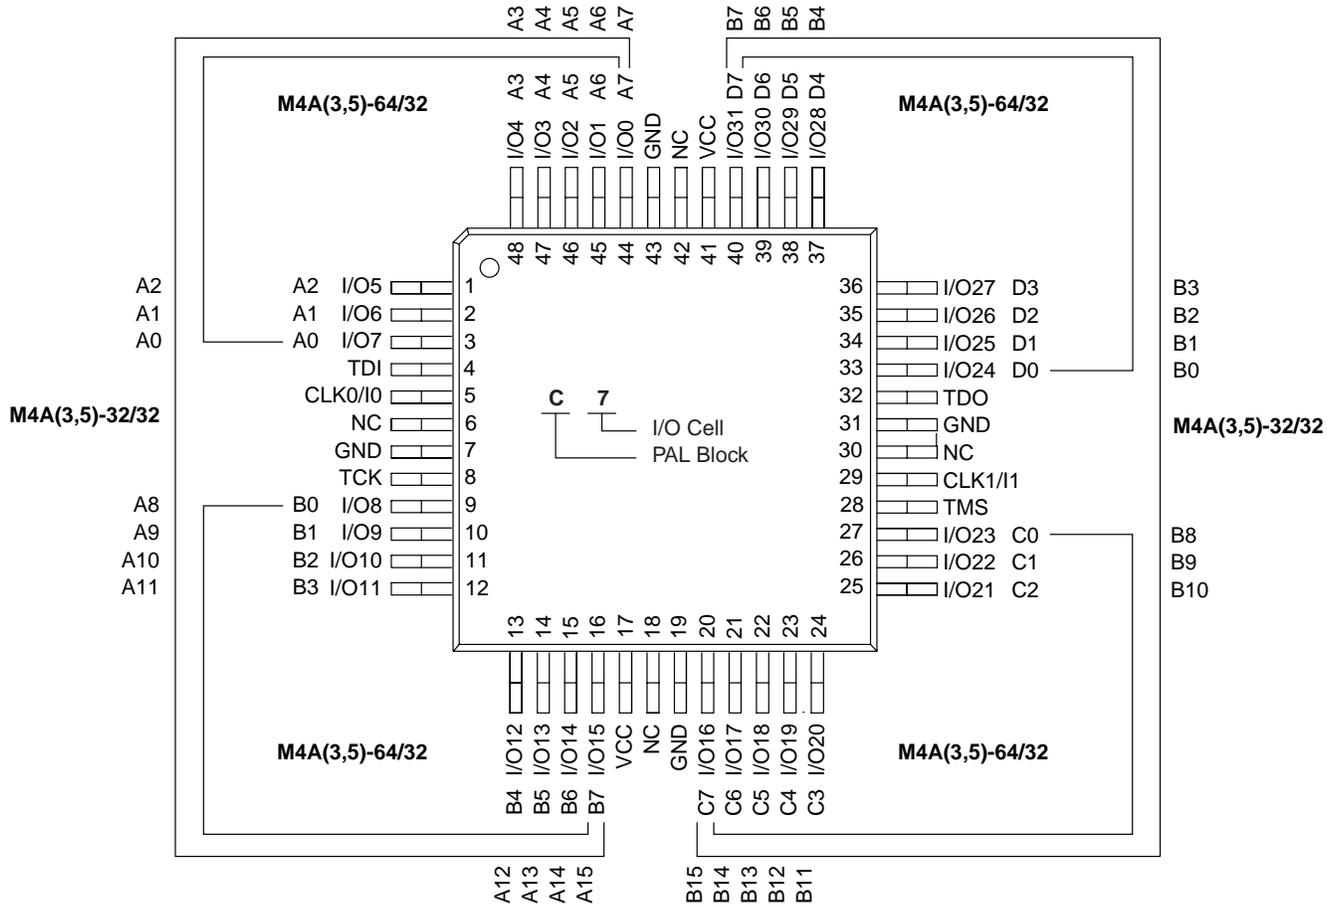 A3 A4 A5 A6 A7 B7 B6 B5 B4
A3 A4 A5 A6 A7 D7 D6 D5 D4
M4A(3,5)-64/32 M4A(3,5)-64/32
I/O4 I/O3 I/O2 I/O1 I/O0 GND NC VCC I/O31 I/O30 I/O29 I/O28
48 47 46 45 44 43 42 41 40 39 38 37
A2 A2 I/O5 1 36 I/O27 D3 B3
A1 A1 I/O6 2 35 I/O26 D2 B2
A0 A0 I/O7 3 34 I/O25 D1 B1
TDI 4 33 I/O24 D0 B0
CLK0/I0 5 C 7 32 TDO
M4A(3,5)-32/32 NC 6 I/O Cell 31 GND M4A(3,5)-32/32
GND 7 PAL Block 30 NC
TCK 8 29 CLK1/I1
A8 B0 I/O8 9 28 TMS
A9 B1 I/O9 10 27 I/O23 C0 B8
A10 B2 I/O10 11 26 I/O22 C1 B9
A11 B3 I/O11 12 25 I/O21 C2 B10
13 14 15 16 17 18 19 20 21 22 23 24
I/O12 I/O13 I/O14 I/O15 VCC NC GND I/O16 I/O17 I/O18 I/O19 I/O20
M4A(3,5)-64/32 M4A(3,5)-64/32
B4 B5 B6 B7 C7 C6 C5 C4 C3
A12 A13 A14 A15 B15 B14 B13 B12 B11